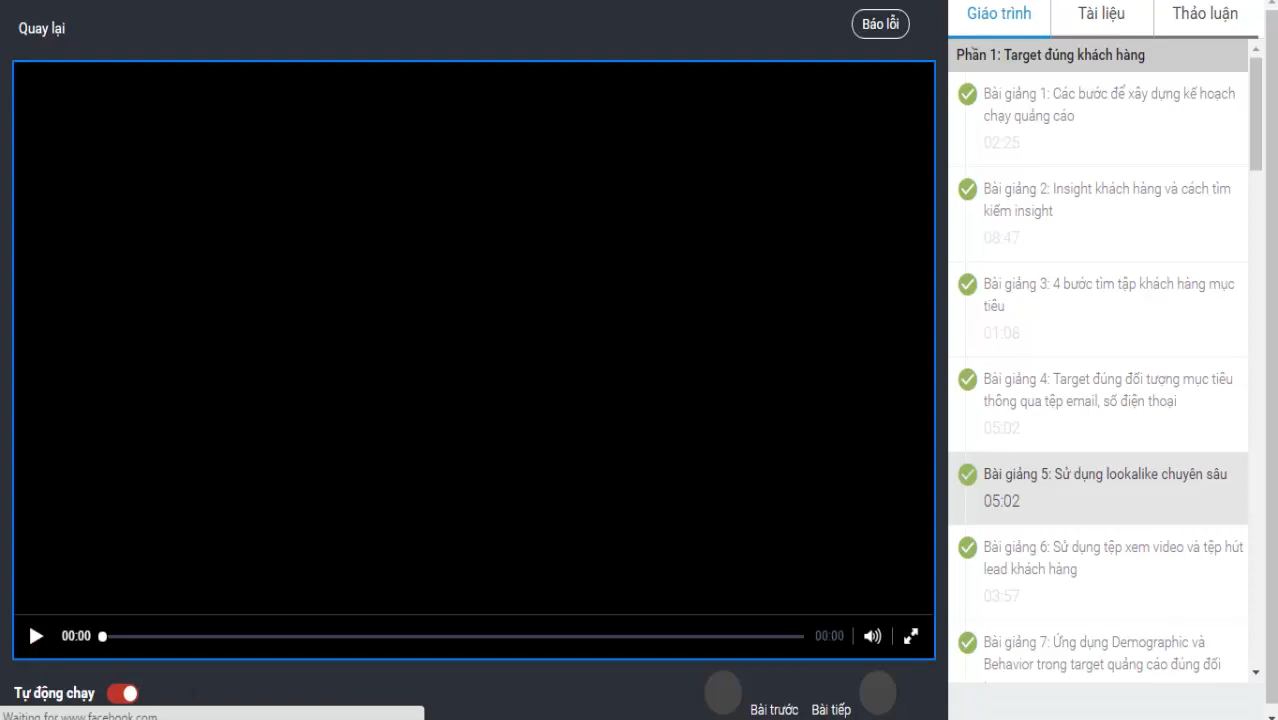 Quay lại
Báo lỗi
00:00
00:00
Tự động chạy
Bài trước
Bài tiếp
Waiting for www.facebook.com
Giáo trình
Tài liệu
Thảo luận
Phần 1: Target đúng khách hàng
Bài giảng 1: Các bước để xây dựng kế hoạch
chạy quảng cáo
02:25
Bài giảng 2: Insight khách hàng và cách tìm
kiếm insight
08:47
Bài giảng 3: 4 bước tìm tập khách hàng mục
tiêu
01:08
Bài giảng 4: Target đúng đối tượng mục tiêu
thông qua tệp email, số điện thoại
05:02
Bài giảng 5: Sử dụng lookalike chuyên sâu
05:02
Bài giảng 6: Sử dụng tệp xem video và tệp hút
lead khách hàng
03:57
Bài giảng 7: Ứng dụng Demographic và
Behavior trong target quảng cáo đúng đối